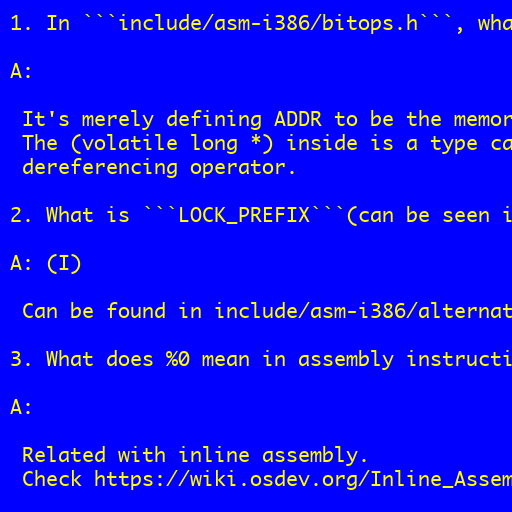 1. In ```include/asm-i386/bitops.h```, wha
A:
It's merely defining ADDR to be the memor
The (volatile long *) inside is a type ca
dereferencing operator.
2. What is ```LOCK_PREFIX```(can be seen i
A: (I)
Can be found in include/asm-i386/alternat
3. What does %0 mean in assembly instructi
A:
Related with inline assembly.
Check https://wiki.osdev.org/Inline_Assem